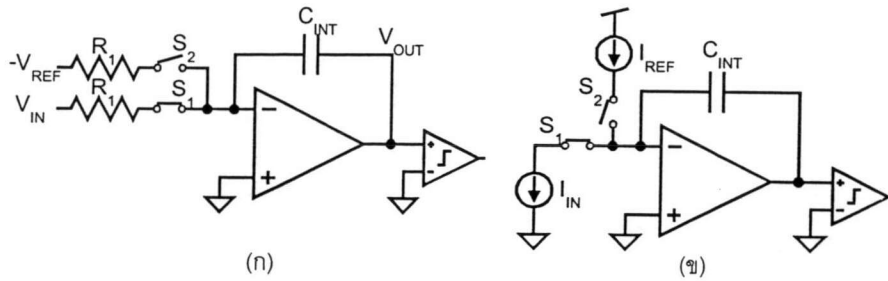 C_INT
V_OUT
-V_REF
R_1
S_2
V_IN
R_1
S_1
−
+
+
-
(ก)
I_REF
C_INT
S_2
S_1
I_IN
−
+
+
-
(ข)